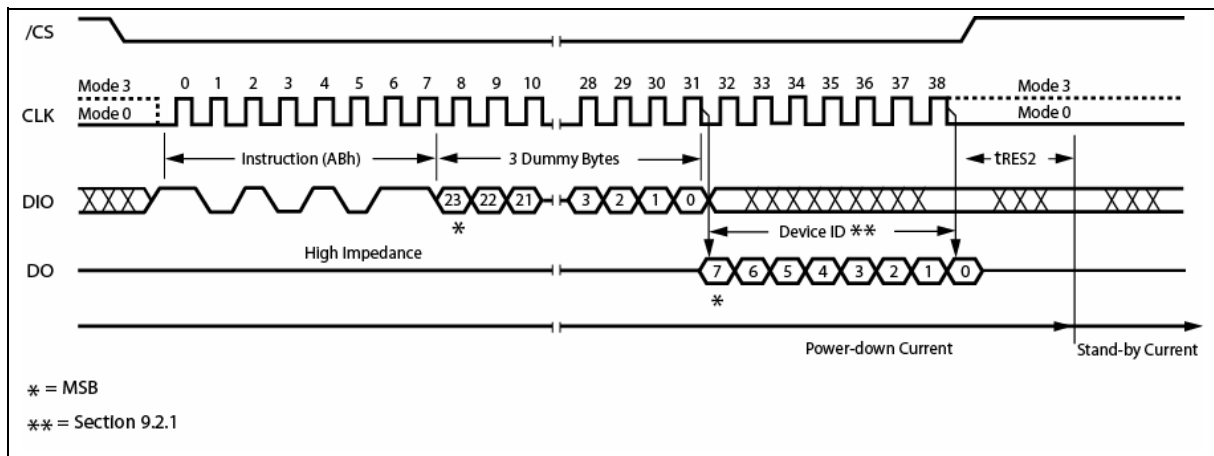 /CS
0 1 2 3 4 5 6 7 8 9 10 28 29 30 31 32 33 34 35 36 37 38
Mode 3 Mode 3
CLK Mode 0 Mode 0
Instruction (ABh) 3 Dummy Bytes tRES2
DIO 23 22 21 3 2 1 0
* Device ID **
High Impedance
DO 7 6 5 4 3 2 1 0
*
Power-down Current Stand-by Current
* = MSB
** = Section 9.2.1